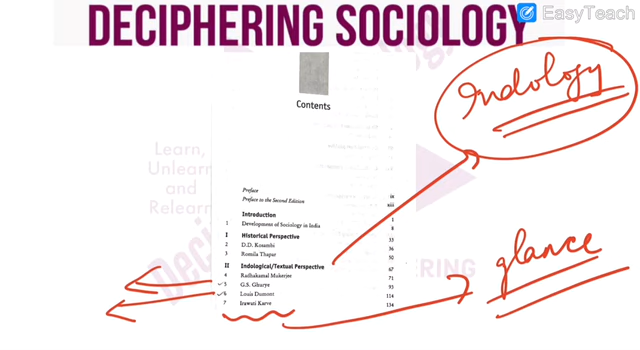 DECIPHERING SOCIOLOGY
EasyTeach
Indology
Contents
Learn,
Unlearn
and
Relearn
Preface ix
Preface to the Second Edition xiii
Introduction 1
1 Development of Sociology in India 8
I Historical Perspective 33
2 D.D. Kosambi 36
3 Romila Thapar 50
II Indological/Textual Perspective 67
4 Radhakamal Mukerjee 71
5 G.S. Ghurye 93
6 Louis Dumont 114
7 Irawati Karve 134
glance